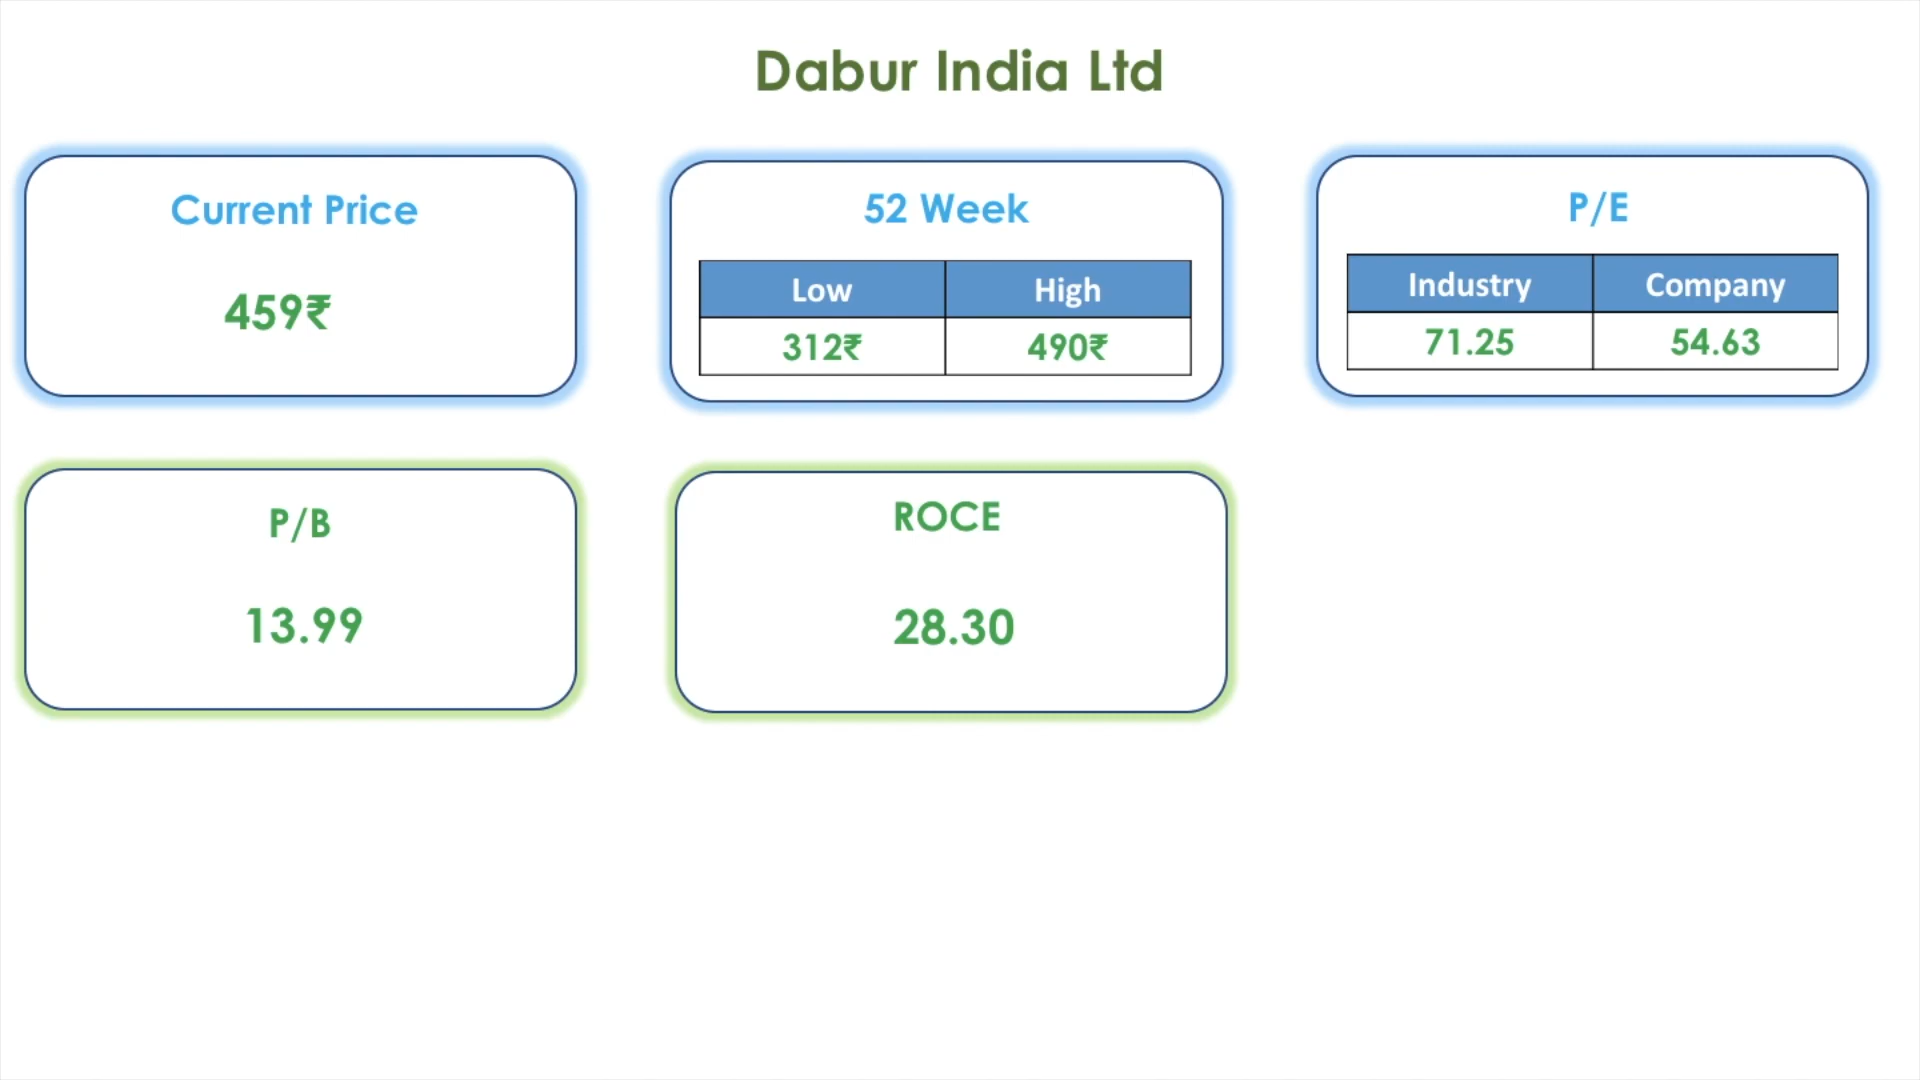 Dabur India Ltd
Current Price
459₹
52 Week
Low High
312₹ 490₹
P/E
Industry Company
71.25 54.63
P/B
13.99
ROCE
28.30